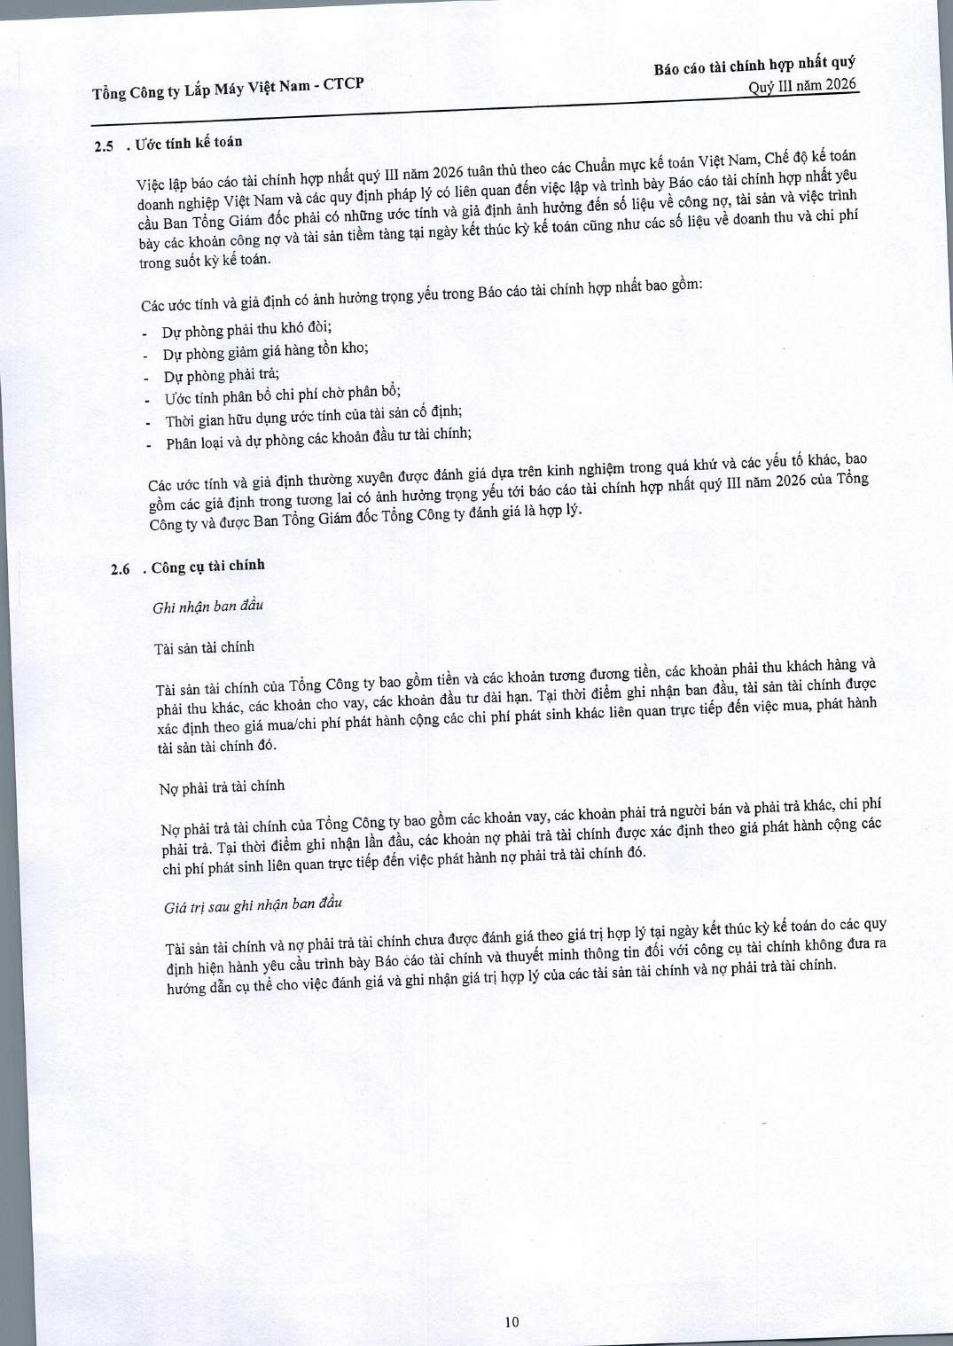 Tổng Công ty Lắp Máy Việt Nam - CTCP
Báo cáo tài chính hợp nhất quý
Quý III năm 2026
2.5 . Ước tính kế toán
Việc lập báo cáo tài chính hợp nhất quý III năm 2026 tuân thủ theo các Chuẩn mực kế toán Việt Nam, Chế độ kế toán
doanh nghiệp Việt Nam và các quy định pháp lý có liên quan đến việc lập và trình bày Báo cáo tài chính hợp nhất yêu
cầu Ban Tổng Giám đốc phải có những ước tính và giả định ảnh hưởng đến số liệu về công nợ, tài sản và việc trình
bày các khoản công nợ và tài sản tiềm tàng tại ngày kết thúc kỳ kế toán cũng như các số liệu về doanh thu và chi phí
trong suốt kỳ kế toán.
Các ước tính và giả định có ảnh hưởng trọng yếu trong Báo cáo tài chính hợp nhất bao gồm:
- Dự phòng phải thu khó đòi;
- Dự phòng giảm giá hàng tồn kho;
- Dự phòng phải trả;
- Ước tính phân bổ chi phí chờ phân bổ;
- Thời gian hữu dụng ước tính của tài sản cố định;
- Phân loại và dự phòng các khoản đầu tư tài chính;
Các ước tính và giả định thường xuyên được đánh giá dựa trên kinh nghiệm trong quá khứ và các yếu tố khác, bao
gồm các giả định trong tương lai có ảnh hưởng trọng yếu tới báo cáo tài chính hợp nhất quý III năm 2026 của Tổng
Công ty và được Ban Tổng Giám đốc Tổng Công ty đánh giá là hợp lý.
2.6 . Công cụ tài chính
Ghi nhận ban đầu
Tài sản tài chính
Tài sản tài chính của Tổng Công ty bao gồm tiền và các khoản tương đương tiền, các khoản phải thu khách hàng và
phải thu khác, các khoản cho vay, các khoản đầu tư dài hạn. Tại thời điểm ghi nhận ban đầu, tài sản tài chính được
xác định theo giá mua/chi phí phát hành cộng các chi phí phát sinh khác liên quan trực tiếp đến việc mua, phát hành
tài sản tài chính đó.
Nợ phải trả tài chính
Nợ phải trả tài chính của Tổng Công ty bao gồm các khoản vay, các khoản phải trả người bán và phải trả khác, chi phí
phải trả. Tại thời điểm ghi nhận lần đầu, các khoản nợ phải trả tài chính được xác định theo giá phát hành cộng các
chi phí phát sinh liên quan trực tiếp đến việc phát hành nợ phải trả tài chính đó.
Giá trị sau ghi nhận ban đầu
Tài sản tài chính và nợ phải trả tài chính chưa được đánh giá theo giá trị hợp lý tại ngày kết thúc kỳ kế toán do các quy
định hiện hành yêu cầu trình bày Báo cáo tài chính và thuyết minh thông tin đối với công cụ tài chính không đưa ra
hướng dẫn cụ thể cho việc đánh giá và ghi nhận giá trị hợp lý của các tài sản tài chính và nợ phải trả tài chính.
10